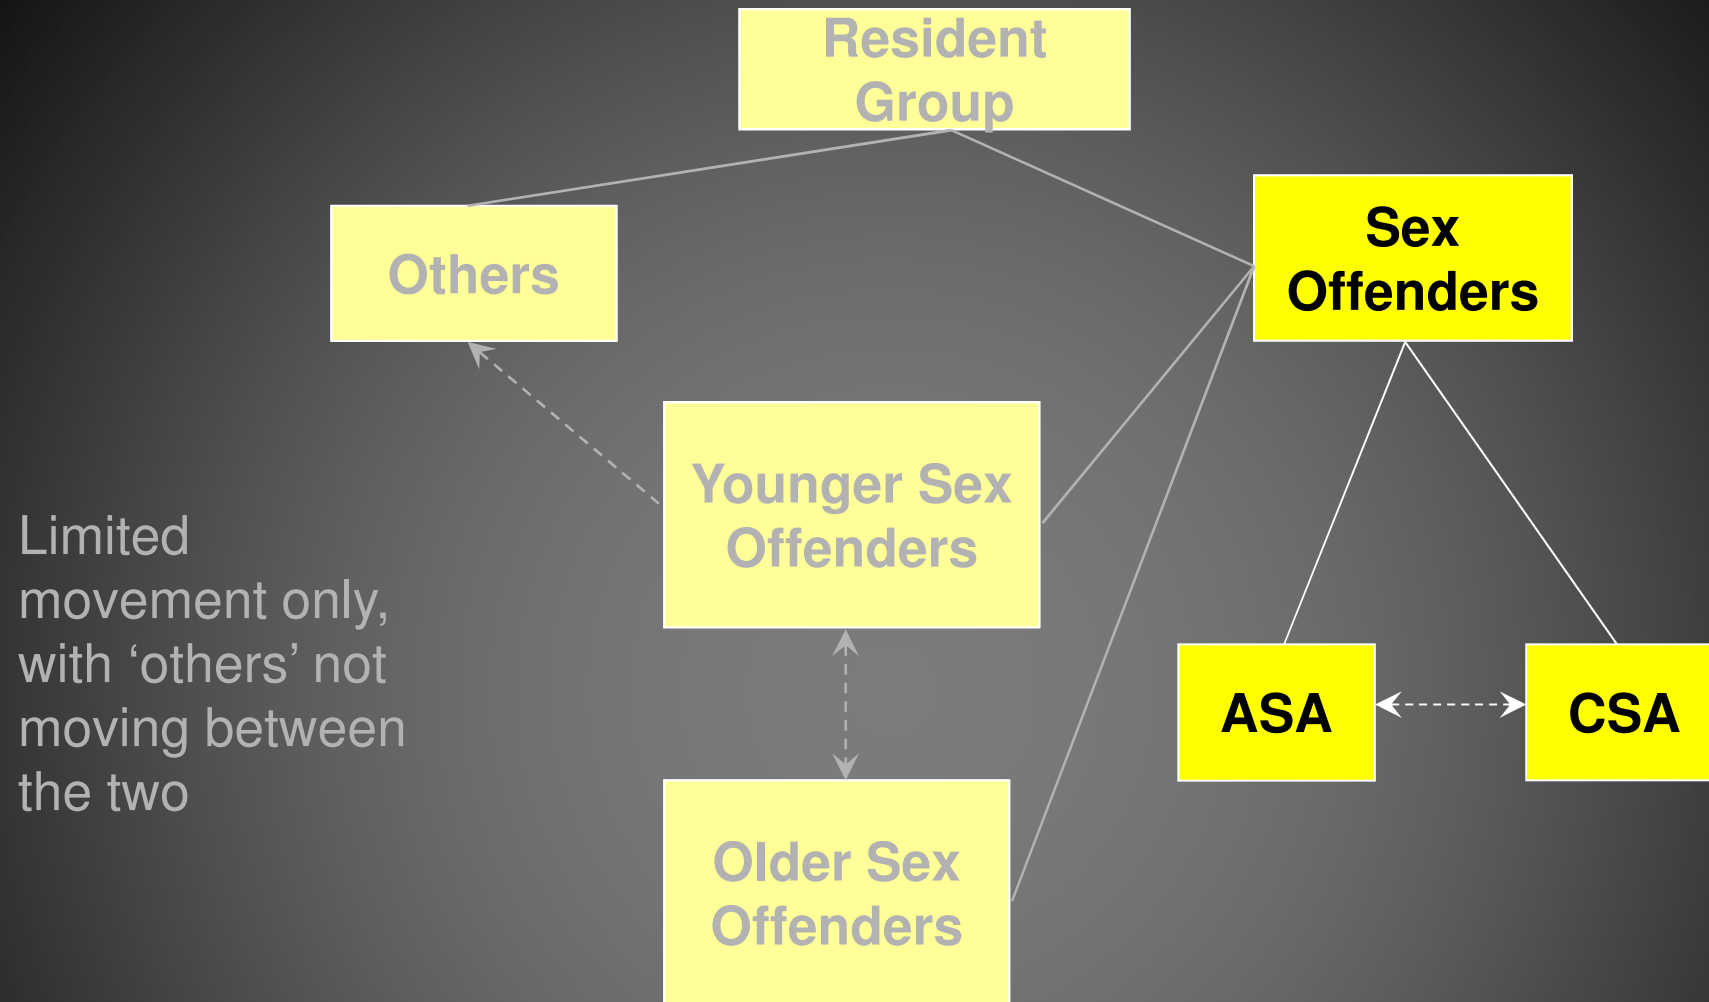 Resident
Group
Sex
Offenders
Others
Younger Sex
Offenders
Limited
movement only,
with ‘others’ not
moving between
the two
ASA
CSA
Older Sex
Offenders